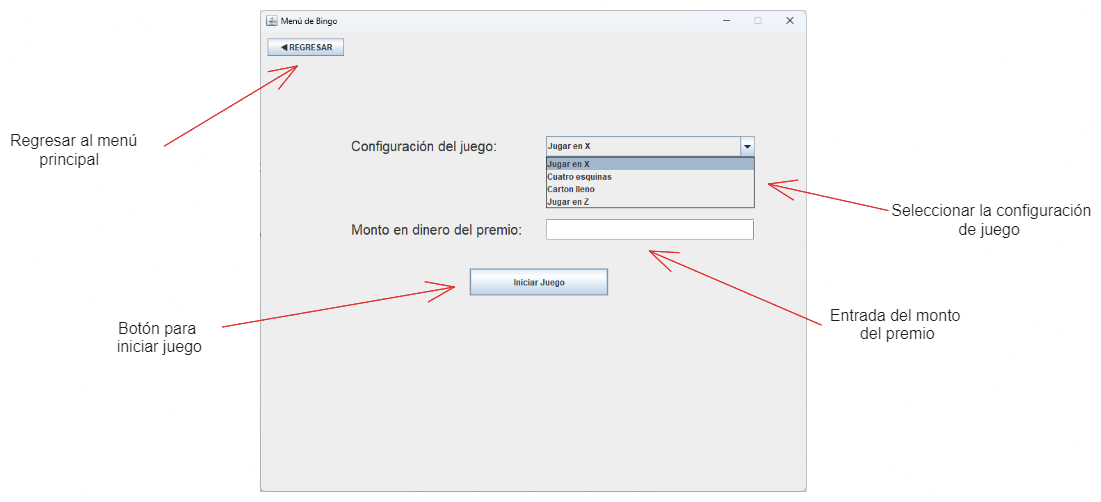 Menú de Bingo
◀ REGRESAR
Regresar al menú
principal
Configuración del juego:
Jugar en X
Jugar en X
Cuatro esquinas
Carton lleno
Jugar en Z
Seleccionar la configuración
de juego
Monto en dinero del premio:
Iniciar Juego
Botón para
iniciar juego
Entrada del monto
del premio